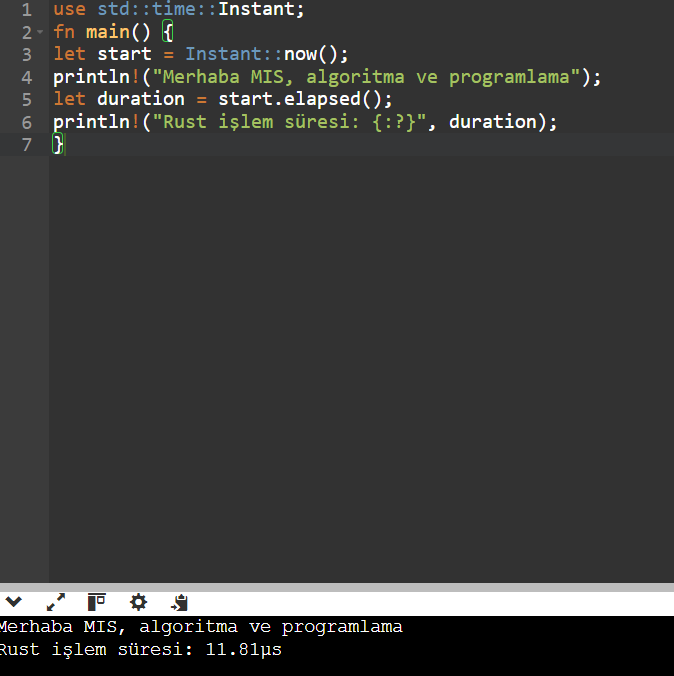 1 use std::time::Instant;
2 fn main() {
3 let start = Instant::now();
4 println!("Merhaba MIS, algoritma ve programlama");
5 let duration = start.elapsed();
6 println!("Rust işlem süresi: {:?}", duration);
7 }
Merhaba MIS, algoritma ve programlama
Rust işlem süresi: 11.81µs